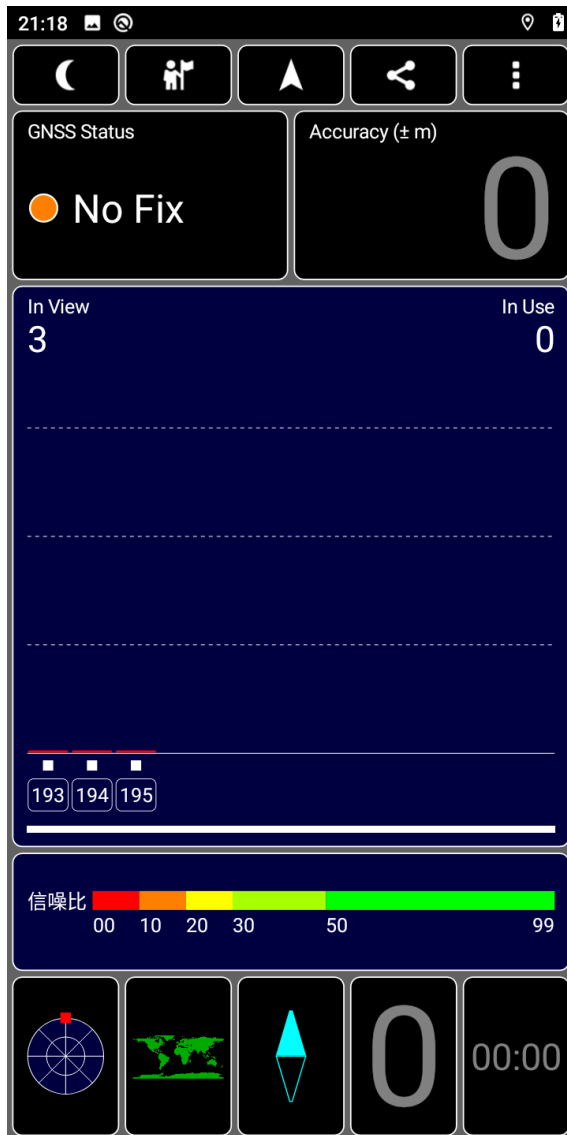 21:18
GNSS Status
Accuracy (± m)
No Fix
0
In View
In Use
3
0
193 194 195
信噪比
00 10 20 30 50 99
0
00:00